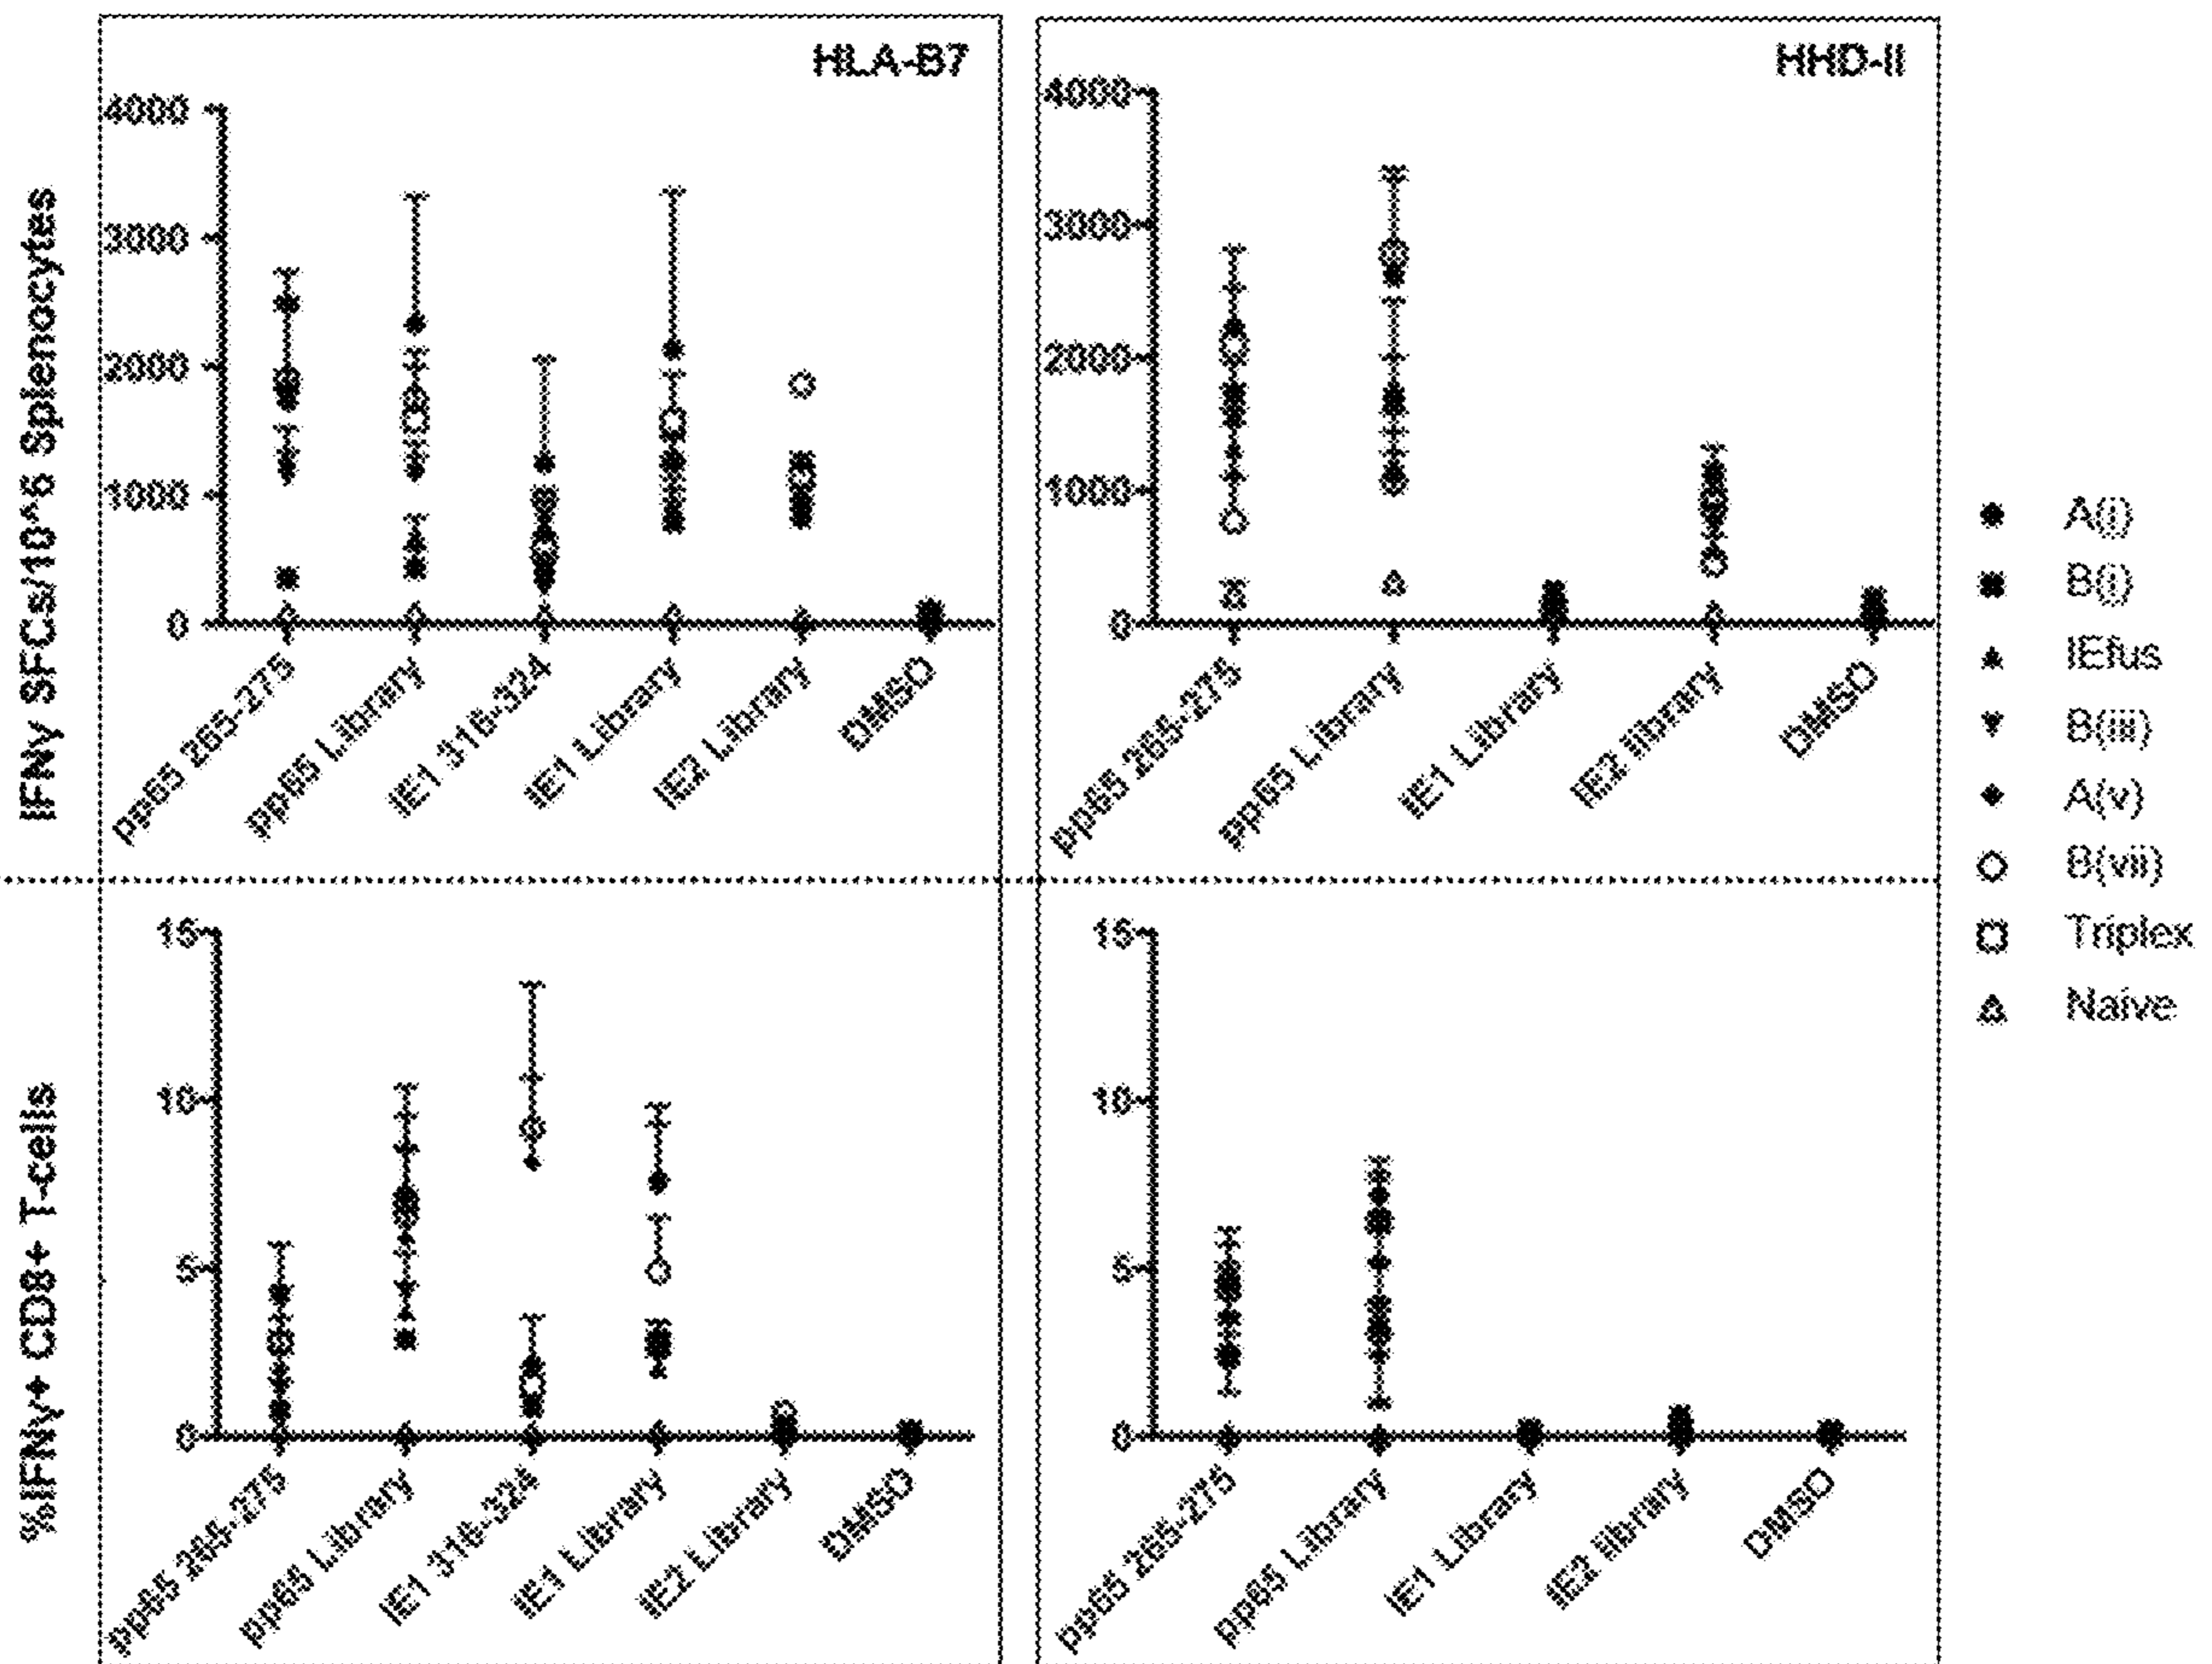 HLA-B7
HHD-II
IFNγ SFCs/10^6 Splenocytes
4000
3000
2000
1000
0
pp65 265-275
pp65 Library
IE1 316-324
IE1 Library
IE2 Library
DMSO
4000
3000
2000
1000
0
pp65 265-275
pp65 Library
IE1 Library
IE2 library
DMSO
A(i)
B(i)
IEfus
B(iii)
A(v)
B(vii)
Triplex
Naive
%IFNγ+ CD8+ T-cells
15
10
5
0
pp65 265-275
pp65 Library
IE1 316-324
IE1 Library
IE2 Library
DMSO
15
10
5
0
pp65 265-275
pp65 Library
IE1 Library
IE2 library
DMSO